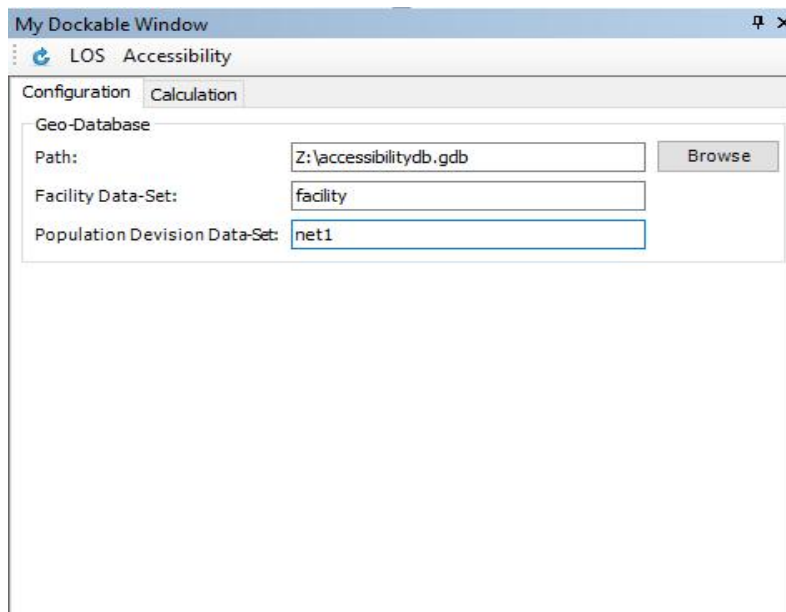 My Dockable Window
LOS Accessibility
Configuration Calculation
Geo-Database
Path: Z:\accessibilitydb.gdb Browse
Facility Data-Set: facility
Population Devision Data-Set: net1